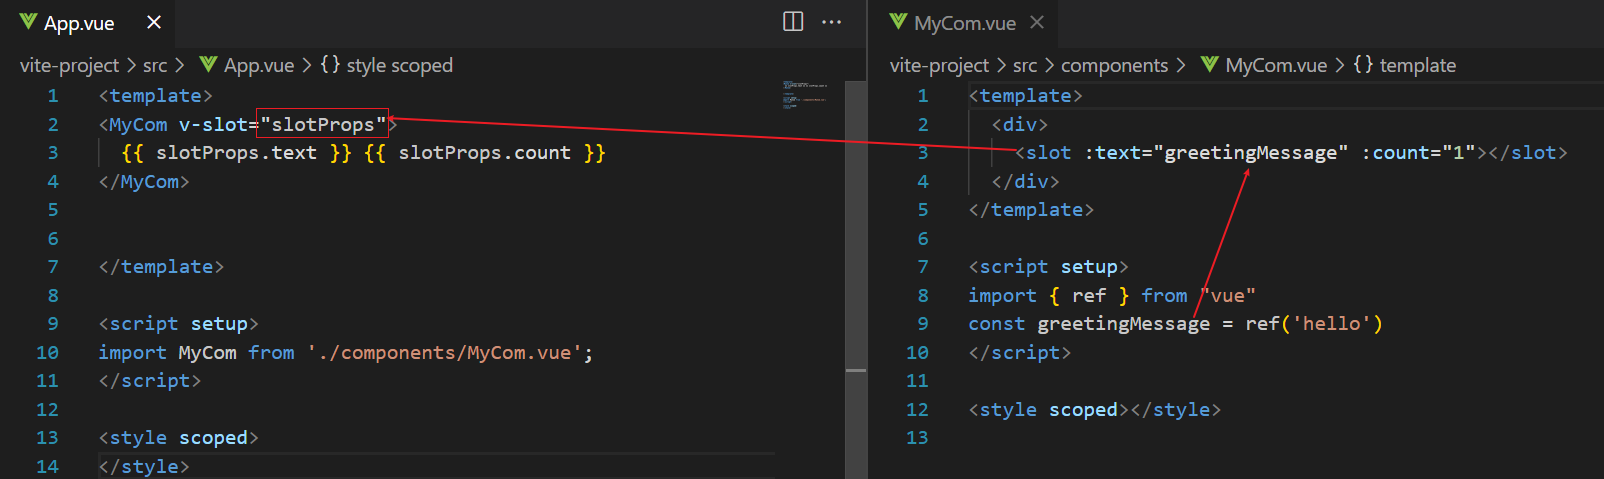 App.vue
vite-project > src > App.vue > {} style scoped
1 <template>
2 <MyCom v-slot="slotProps">
3   {{ slotProps.text }} {{ slotProps.count }}
4 </MyCom>
5
6
7 </template>
8
9 <script setup>
10 import MyCom from './components/MyCom.vue';
11 </script>
12
13 <style scoped>
14 </style>
MyCom.vue
vite-project > src > components > MyCom.vue > {} template
1 <template>
2   <div>
3     <slot :text="greetingMessage" :count="1"></slot>
4   </div>
5 </template>
6
7 <script setup>
8 import { ref } from "vue"
9 const greetingMessage = ref('hello')
10 </script>
11
12 <style scoped></style>
13